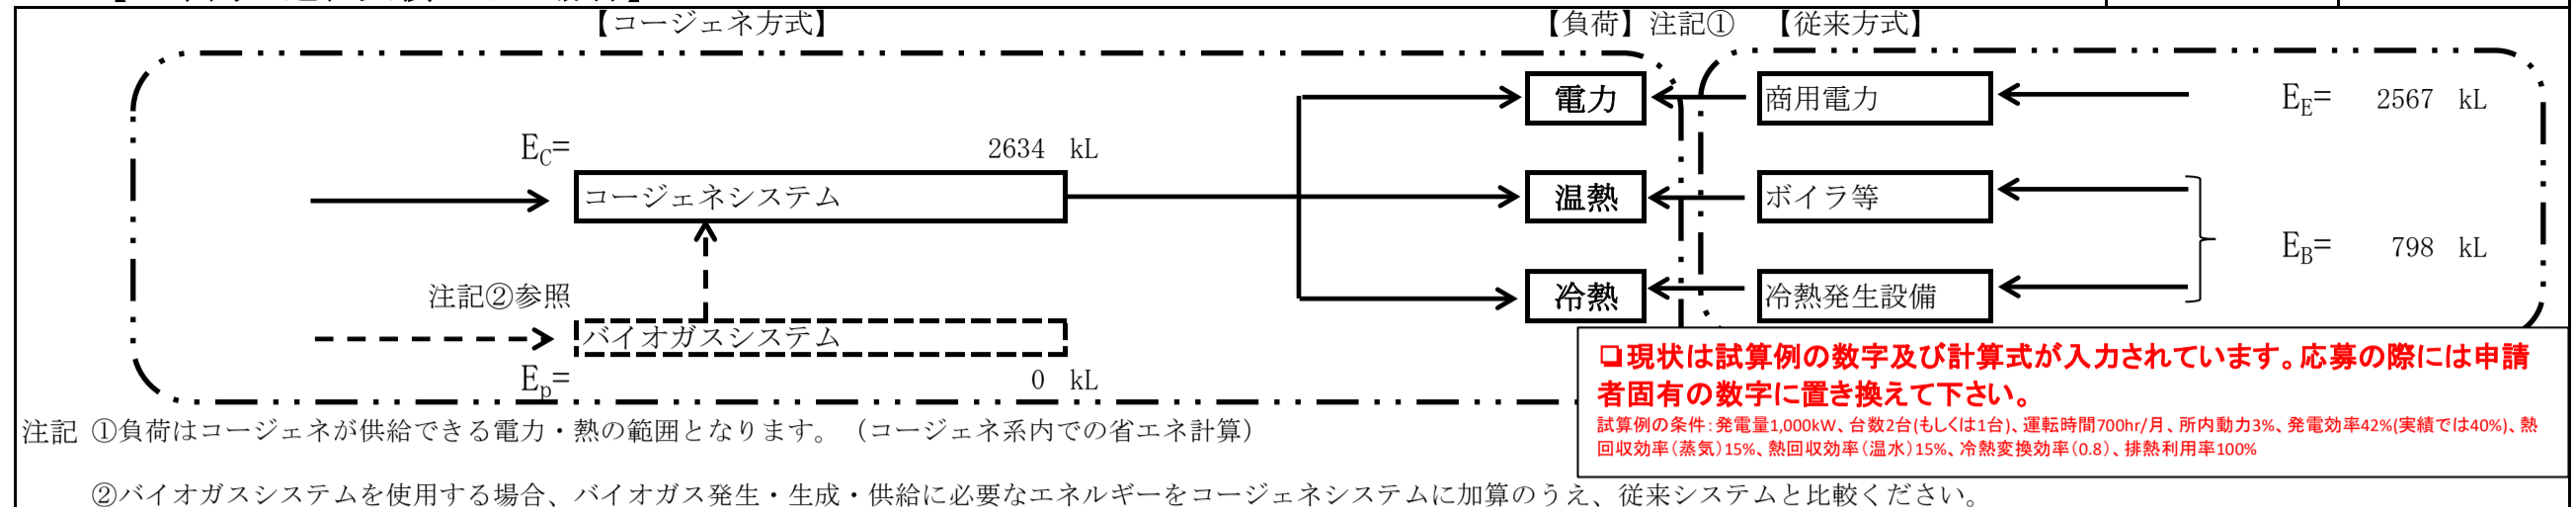 【コージェネ方式】
【負荷】注記① 【従来方式】
電力
商用電力
E_E= 2567 kL
E_C= 2634 kL
コージェネシステム
温熱
ボイラ等
E_B= 798 kL
注記②参照
冷熱
冷熱発生設備
バイオガスシステム
E_p= 0 kL
❑現状は試算例の数字及び計算式が入力されています。応募の際には申請
者固有の数字に置き換えて下さい。
試算例の条件：発電量1,000kW、台数2台(もしくは1台)、運転時間700hr/月、所内動力3%、発電効率42%(実績では40%)、熱
回収効率（蒸気）15%、熱回収効率（温水）15%、冷熱変換効率（0.8）、排熱利用率100%
注記 ①負荷はコージェネが供給できる電力・熱の範囲となります。（コージェネ系内での省エネ計算）
②バイオガスシステムを使用する場合、バイオガス発生・生成・供給に必要なエネルギーをコージェネシステムに加算のうえ、従来システムと比較ください。